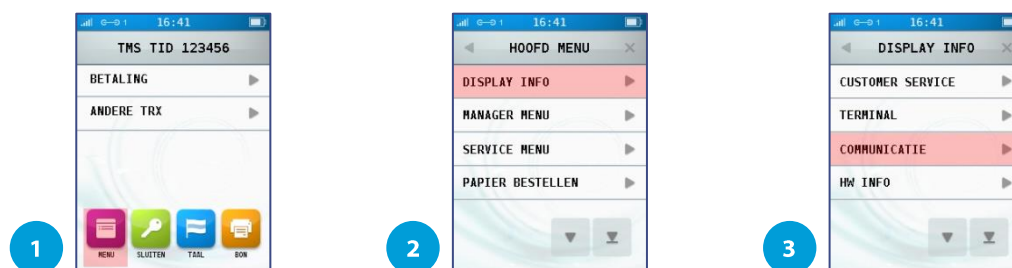 16:41
TMS TID 123456
BETALING
ANDERE TRX
MENU
SLUITEN
TAAL
BON
1
16:41
HOOFD MENU
DISPLAY INFO
MANAGER MENU
SERVICE MENU
PAPIER BESTELLEN
2
16:41
DISPLAY INFO
CUSTOMER SERVICE
TERMINAL
COMMUNICATIE
HW INFO
3